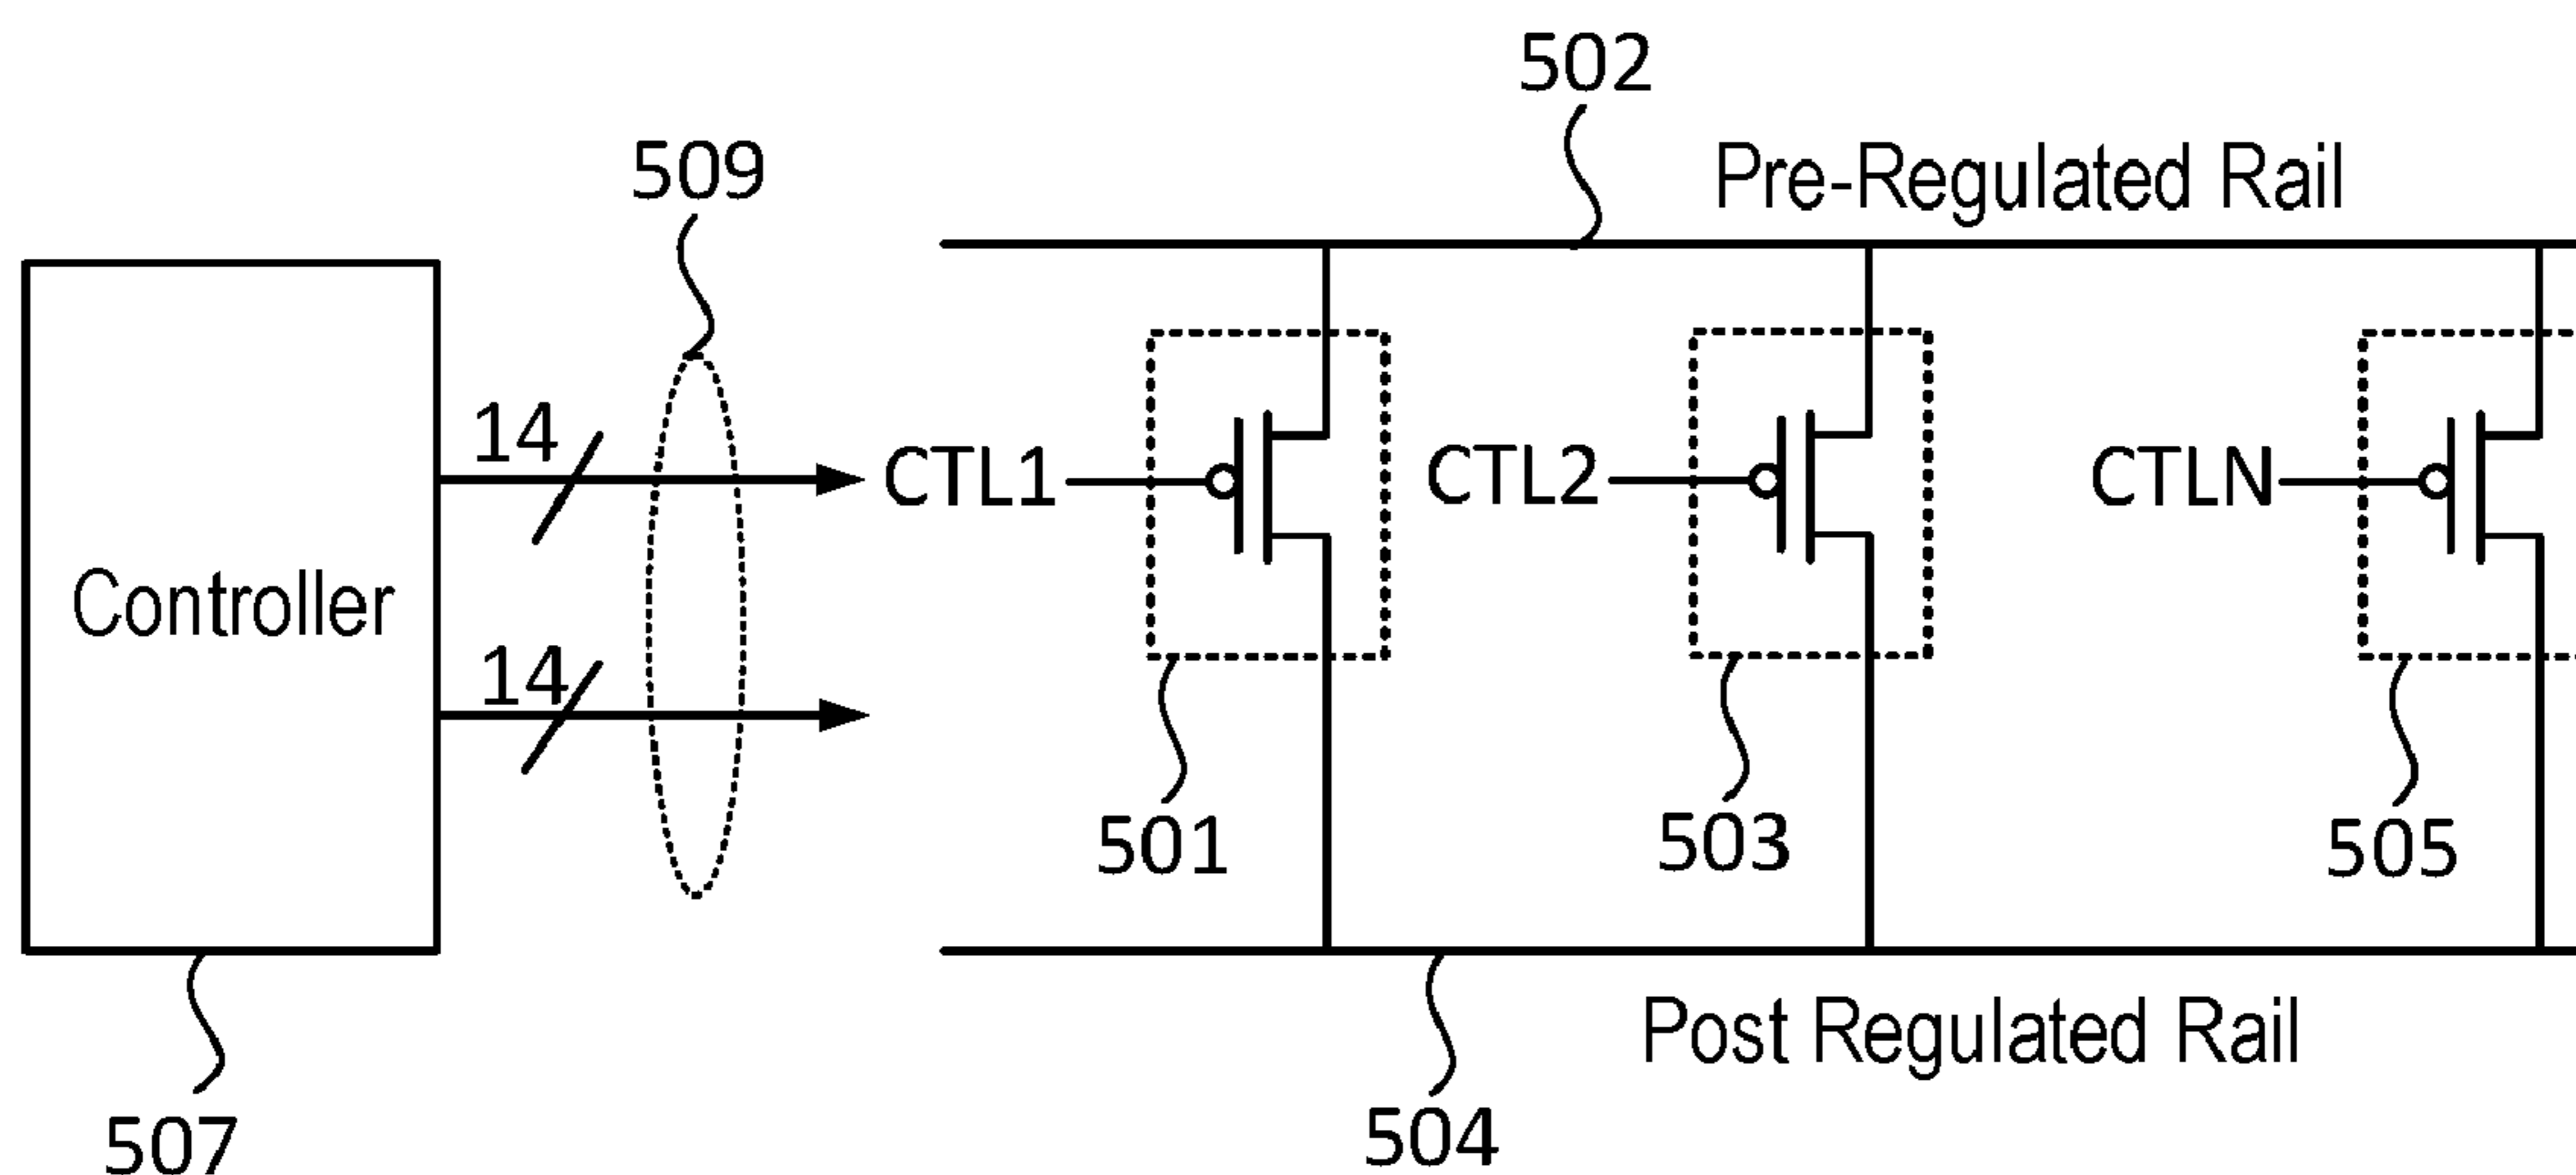 502
509
Pre-Regulated Rail
14
CTL1
CTL2
CTLN
Controller
14
501
503
505
Post Regulated Rail
507
504